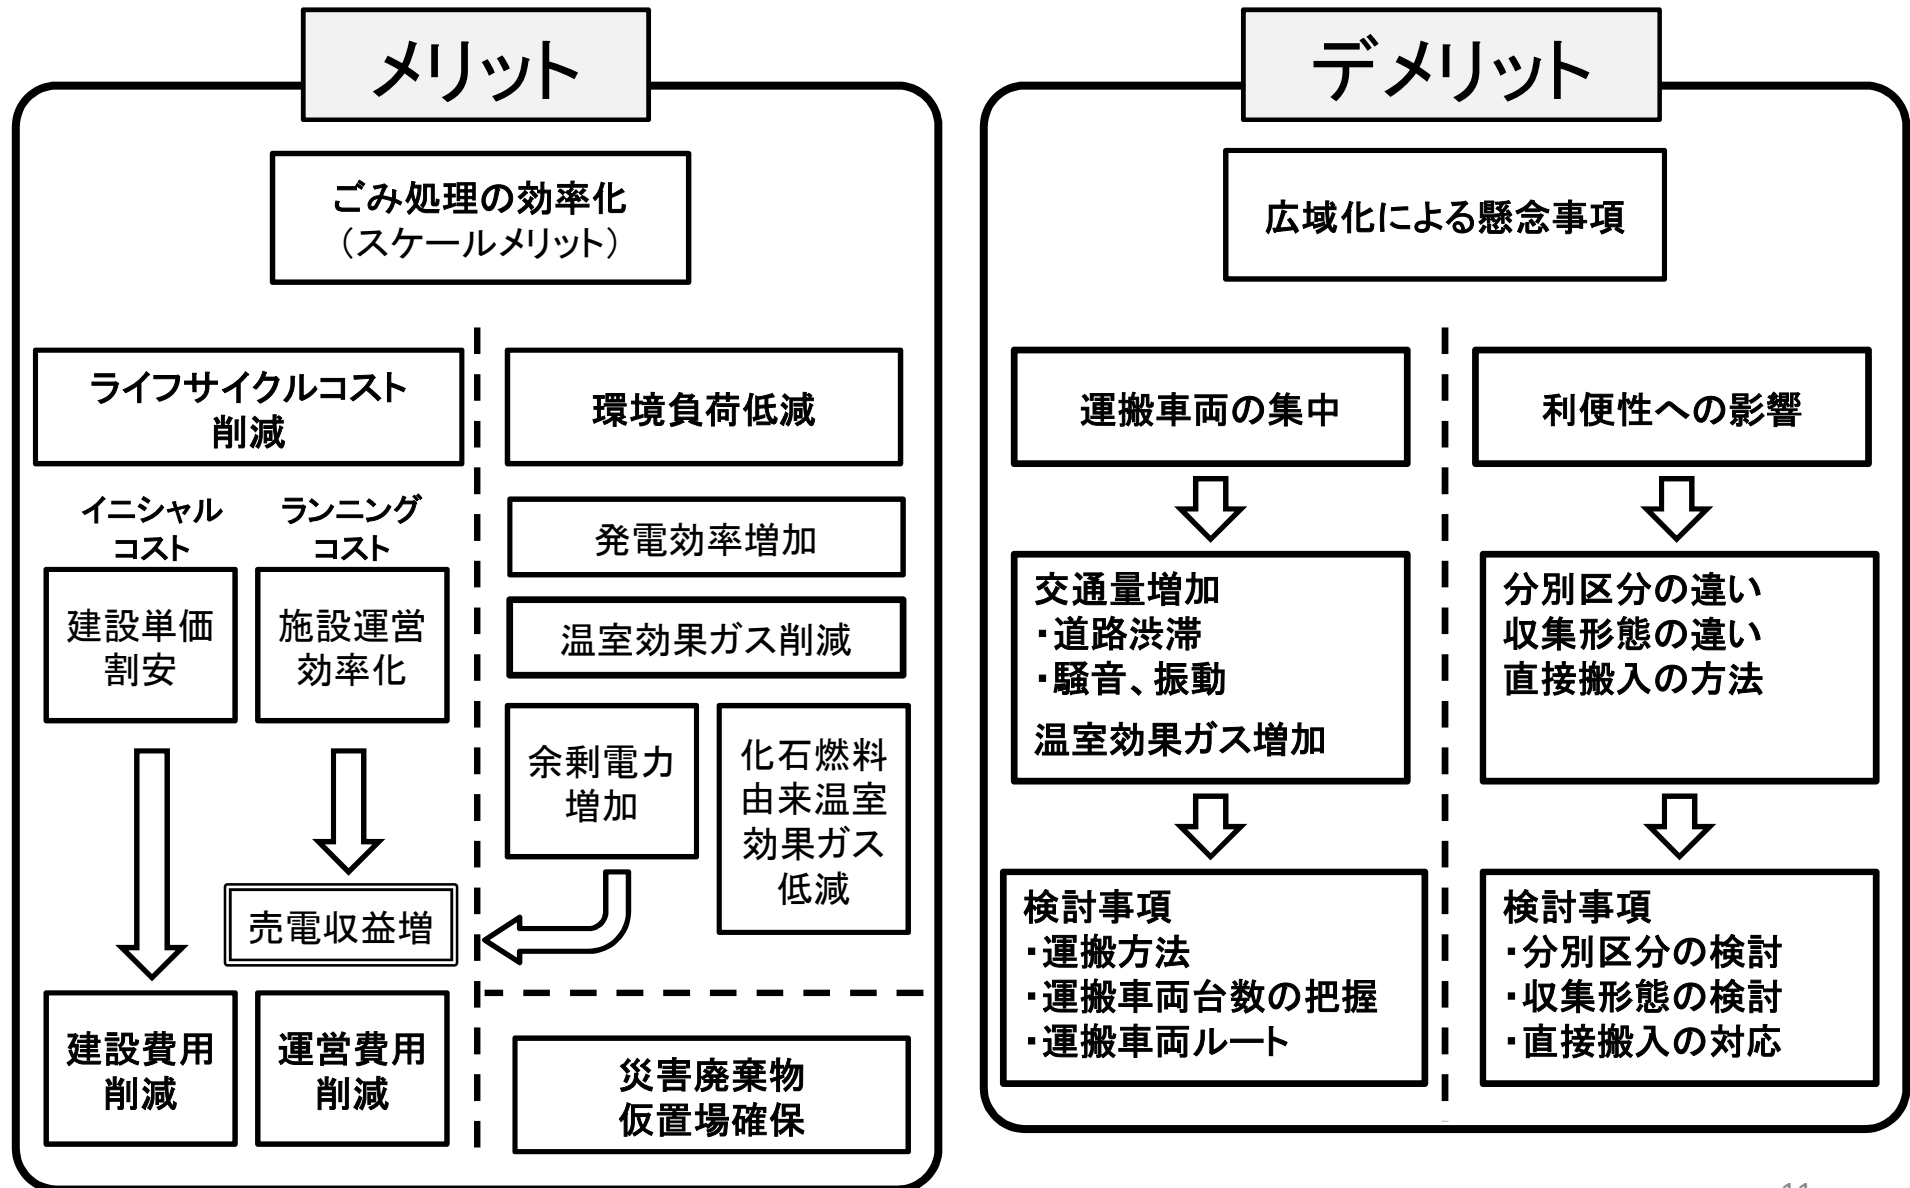 メリット
ごみ処理の効率化
（スケールメリット）
ライフサイクルコスト
削減
イニシャル
コスト
建設単価
割安
建設費用
削減
ランニング
コスト
施設運営
効率化
売電収益増
運営費用
削減
環境負荷低減
発電効率増加
温室効果ガス削減
余剰電力
増加
化石燃料
由来温室
効果ガス
低減
災害廃棄物
仮置場確保
デメリット
広域化による懸念事項
運搬車両の集中
交通量増加
・道路渋滞
・騒音、振動
温室効果ガス増加
検討事項
・運搬方法
・運搬車両台数の把握
・運搬車両ルート
利便性への影響
分別区分の違い
収集形態の違い
直接搬入の方法
検討事項
・分別区分の検討
・収集形態の検討
・直接搬入の対応